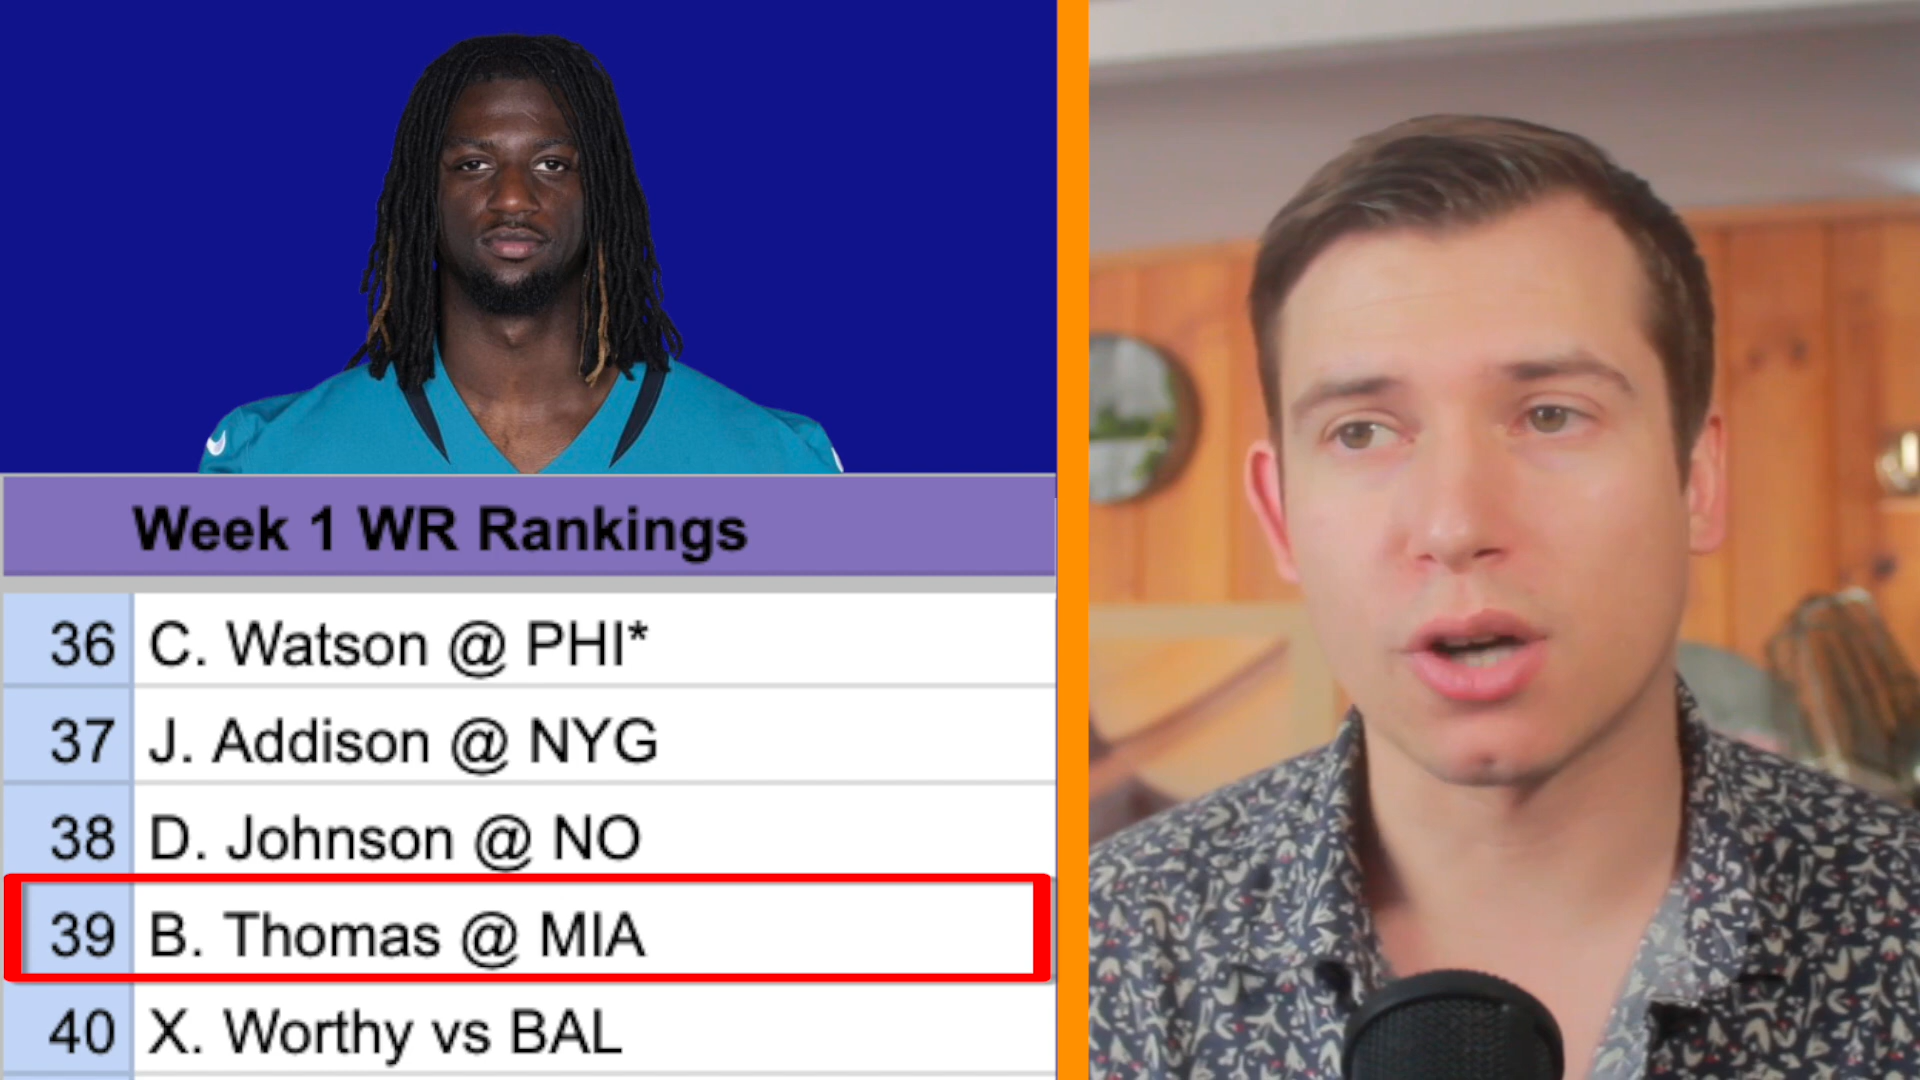 Week 1 WR Rankings
36 C. Watson @ PHI*
37 J. Addison @ NYG
38 D. Johnson @ NO
39 B. Thomas @ MIA
40 X. Worthy vs BAL